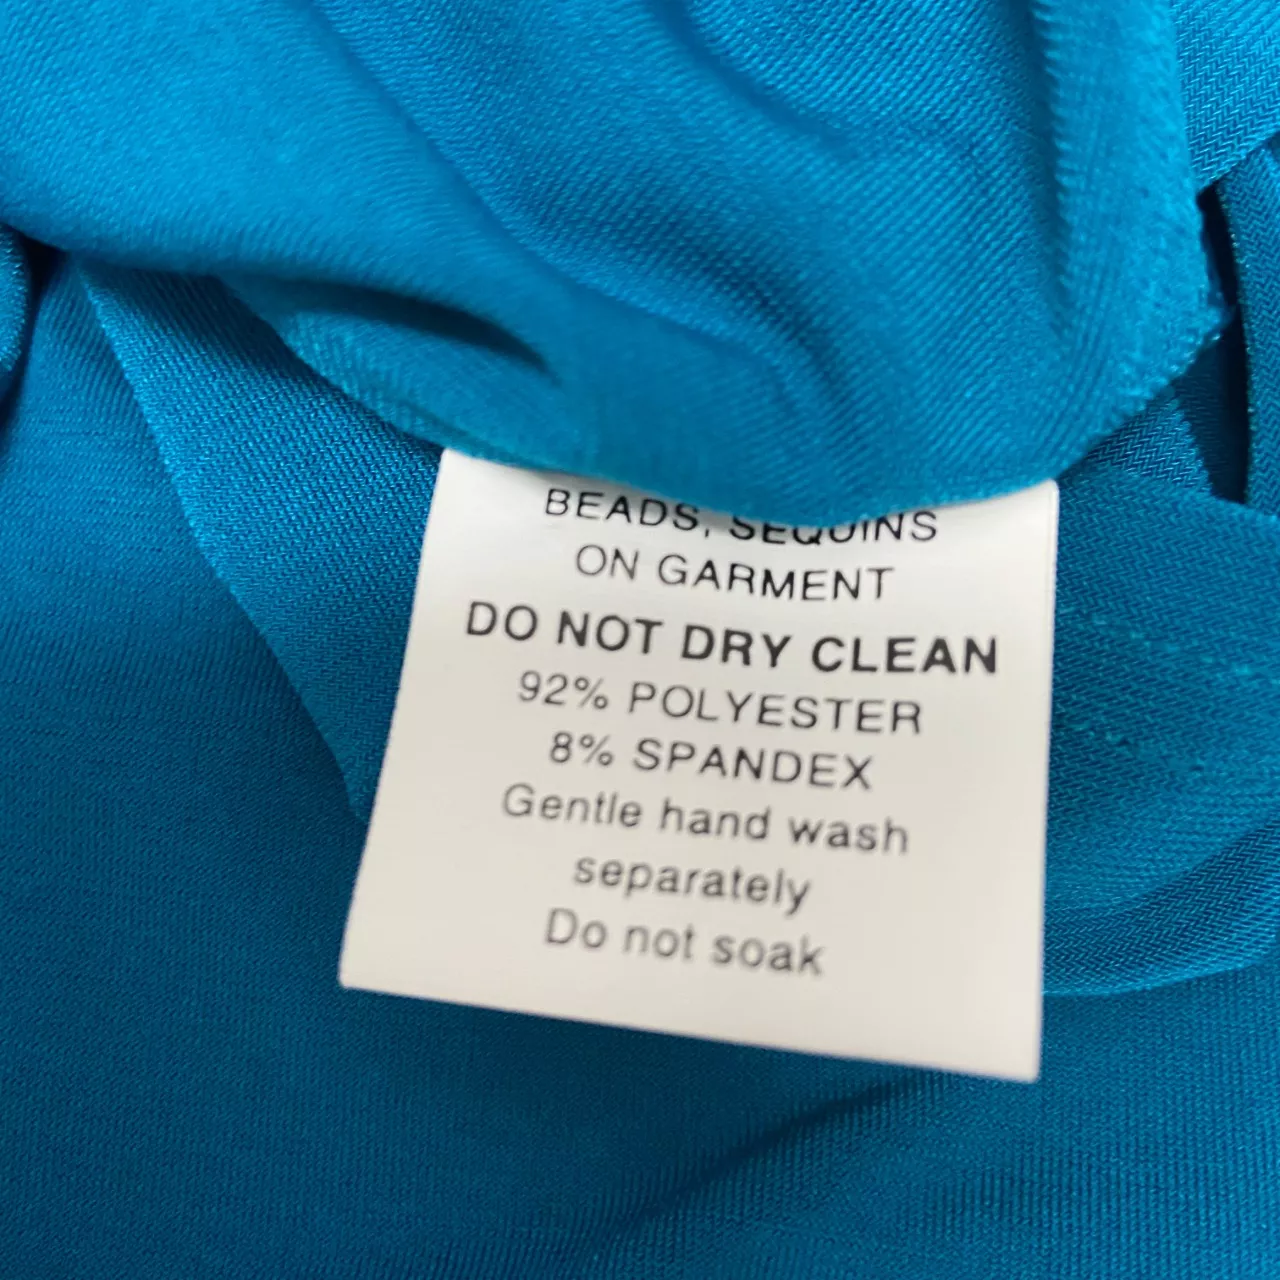 BEADS, SEQUINS
ON GARMENT
DO NOT DRY CLEAN
92% POLYESTER
8% SPANDEX
Gentle hand wash
separately
Do not soak